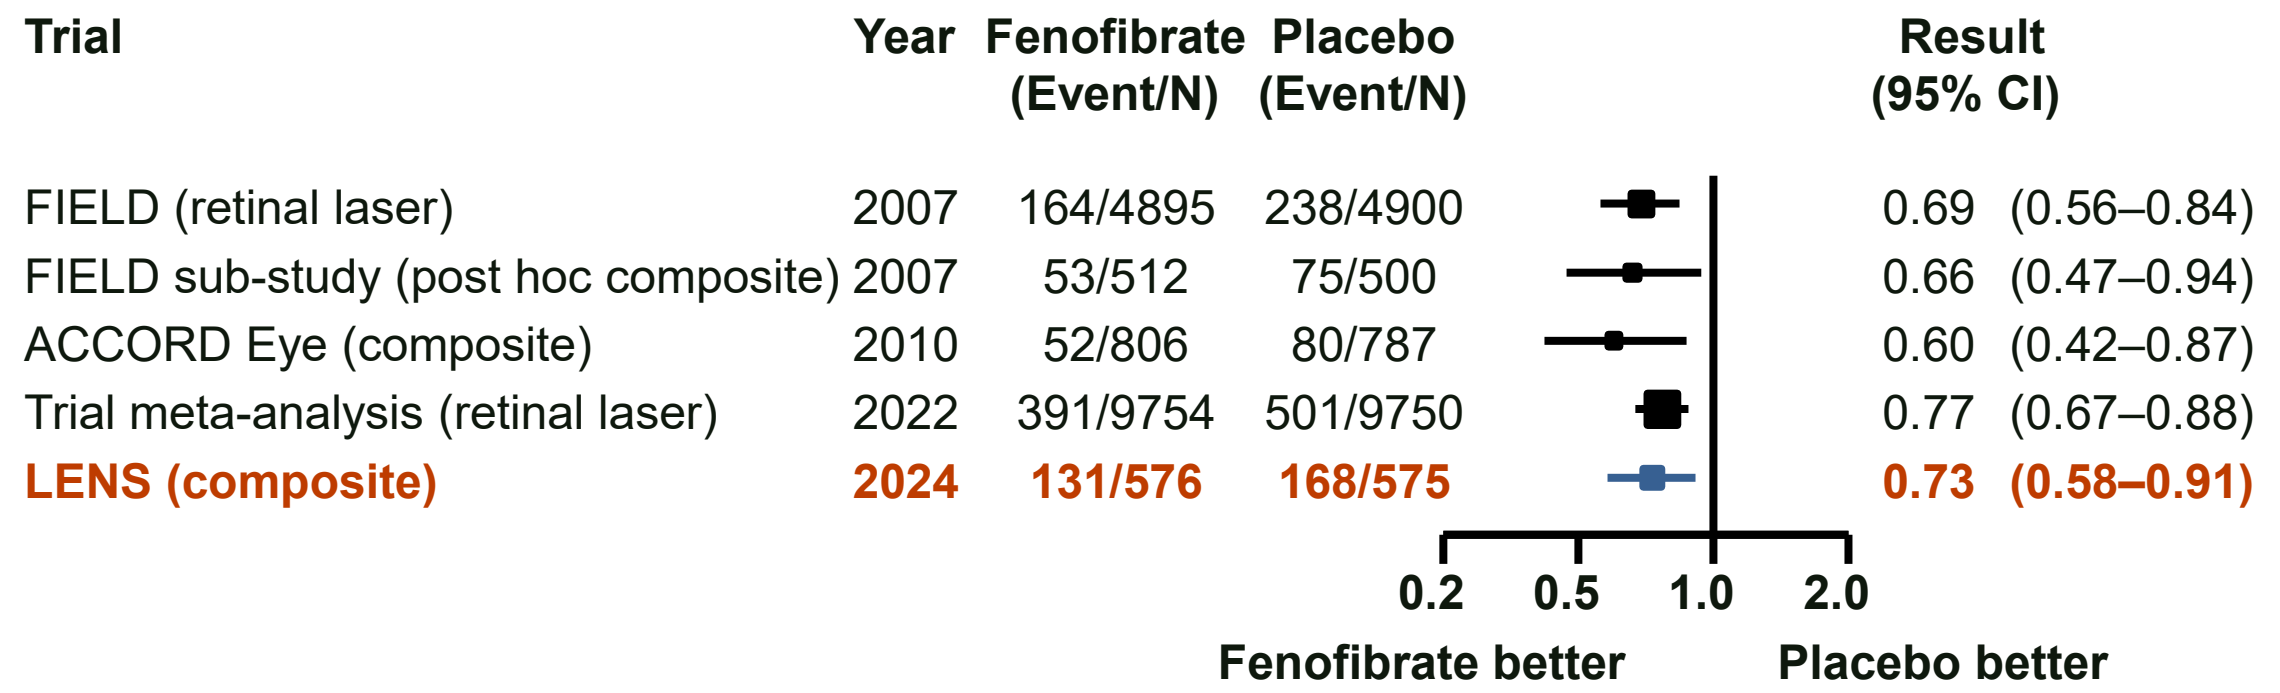 Trial Year Fenofibrate Placebo Result
(Event/N) (Event/N) (95% CI)
FIELD (retinal laser) 2007 164/4895 238/4900 0.69 (0.56–0.84)
FIELD sub-study (post hoc composite) 2007 53/512 75/500 0.66 (0.47–0.94)
ACCORD Eye (composite) 2010 52/806 80/787 0.60 (0.42–0.87)
Trial meta-analysis (retinal laser) 2022 391/9754 501/9750 0.77 (0.67–0.88)
LENS (composite) 2024 131/576 168/575 0.73 (0.58–0.91)
0.2 0.5 1.0 2.0
Fenofibrate better Placebo better